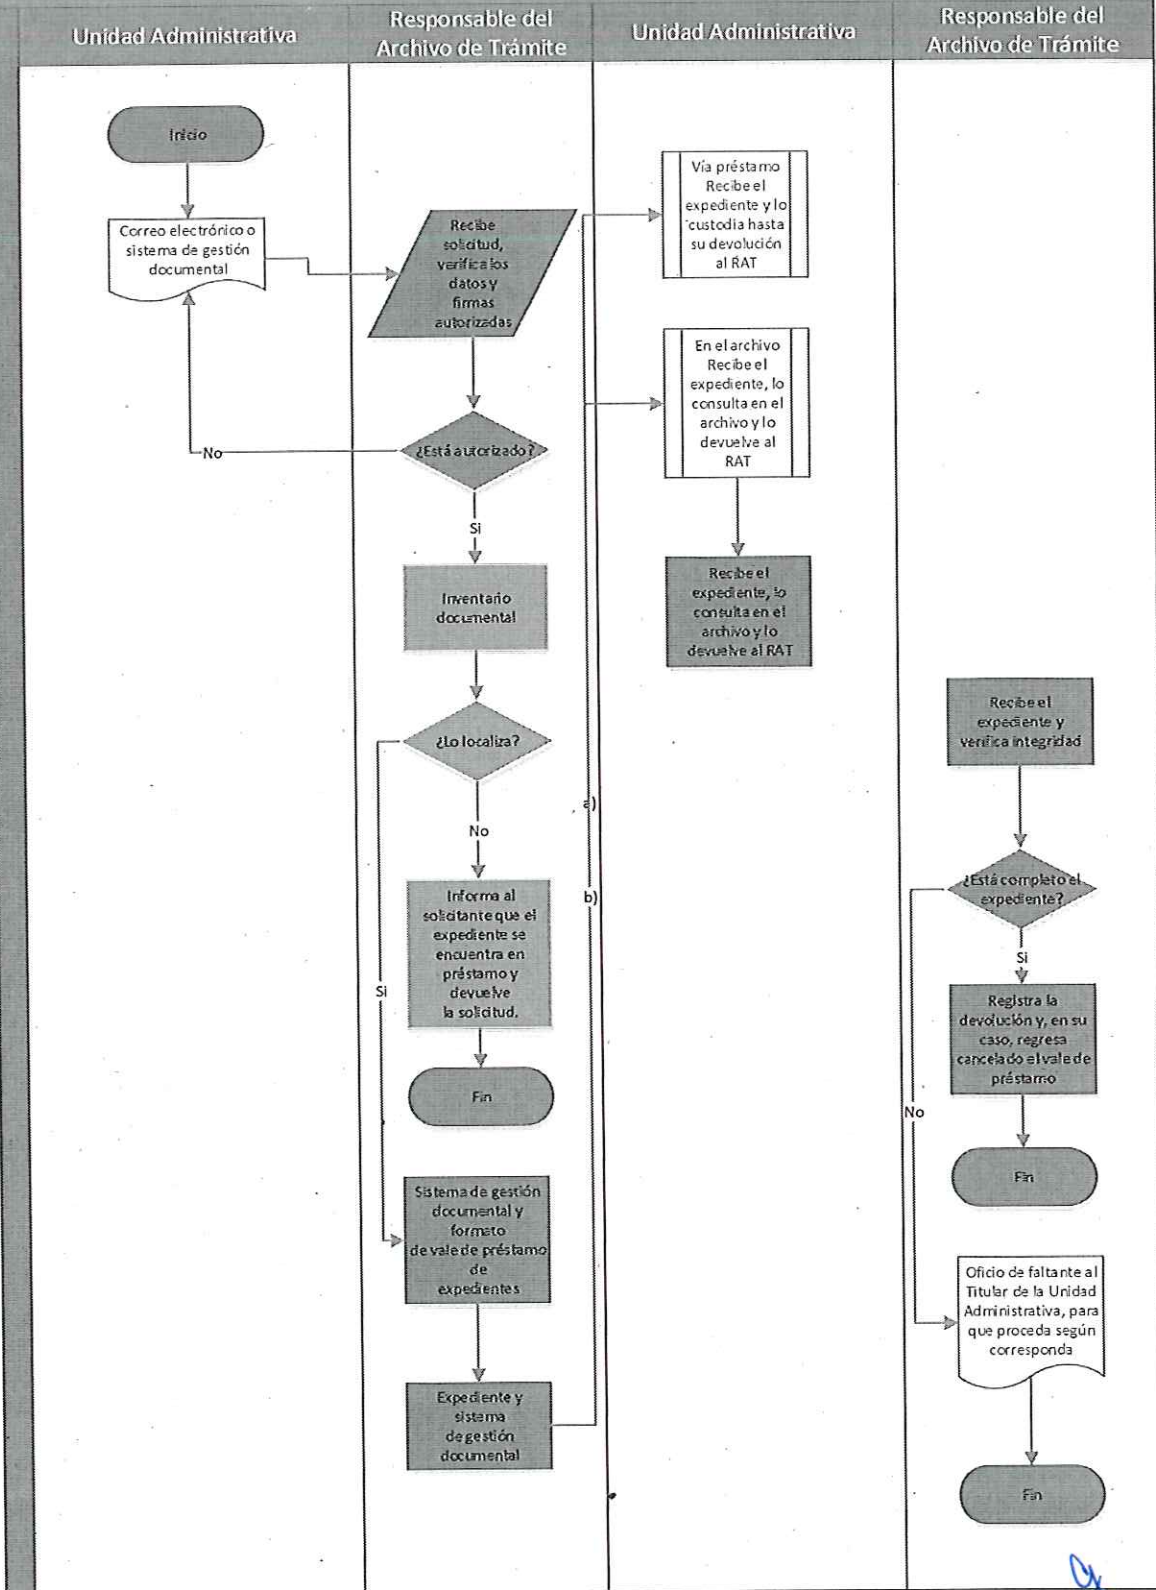 Unidad Administrativa
Responsable del
Archivo de Trámite
Unidad Administrativa
Responsable del
Archivo de Trámite
Inicio
Correo electrónico o
sistema de gestión
documental
Recibe
solicitud,
verifica los
datos y
firmas
autorizadas
¿Está autorizado?
No
Si
Inventario
documental
¿Lo localiza?
No
Si
Informa al
solicitante que el
expediente se
encuentra en
préstamo y
devuelve
la solicitud.
Fin
Sistema de gestión
documental y
formato
de vale de préstamo
de
expedientes
Expediente y
sistema
de gestión
documental
a)
b)
Vía préstamo
Recibe el
expediente y lo
custodia hasta
su devolución
al RAT
En el archivo
Recibe el
expediente, lo
consulta en el
archivo y lo
devuelve al
RAT
Recibe el
expediente, lo
consulta en el
archivo y lo
devuelve al RAT
Recibe el
expediente y
verifica integridad
¿Está completo el
expediente?
Si
No
Registra la
devolución y, en su
caso, regresa
cancelado el vale de
préstamo
Fin
Oficio de faltante al
Titular de la Unidad
Administrativa, para
que proceda según
corresponda
Fin